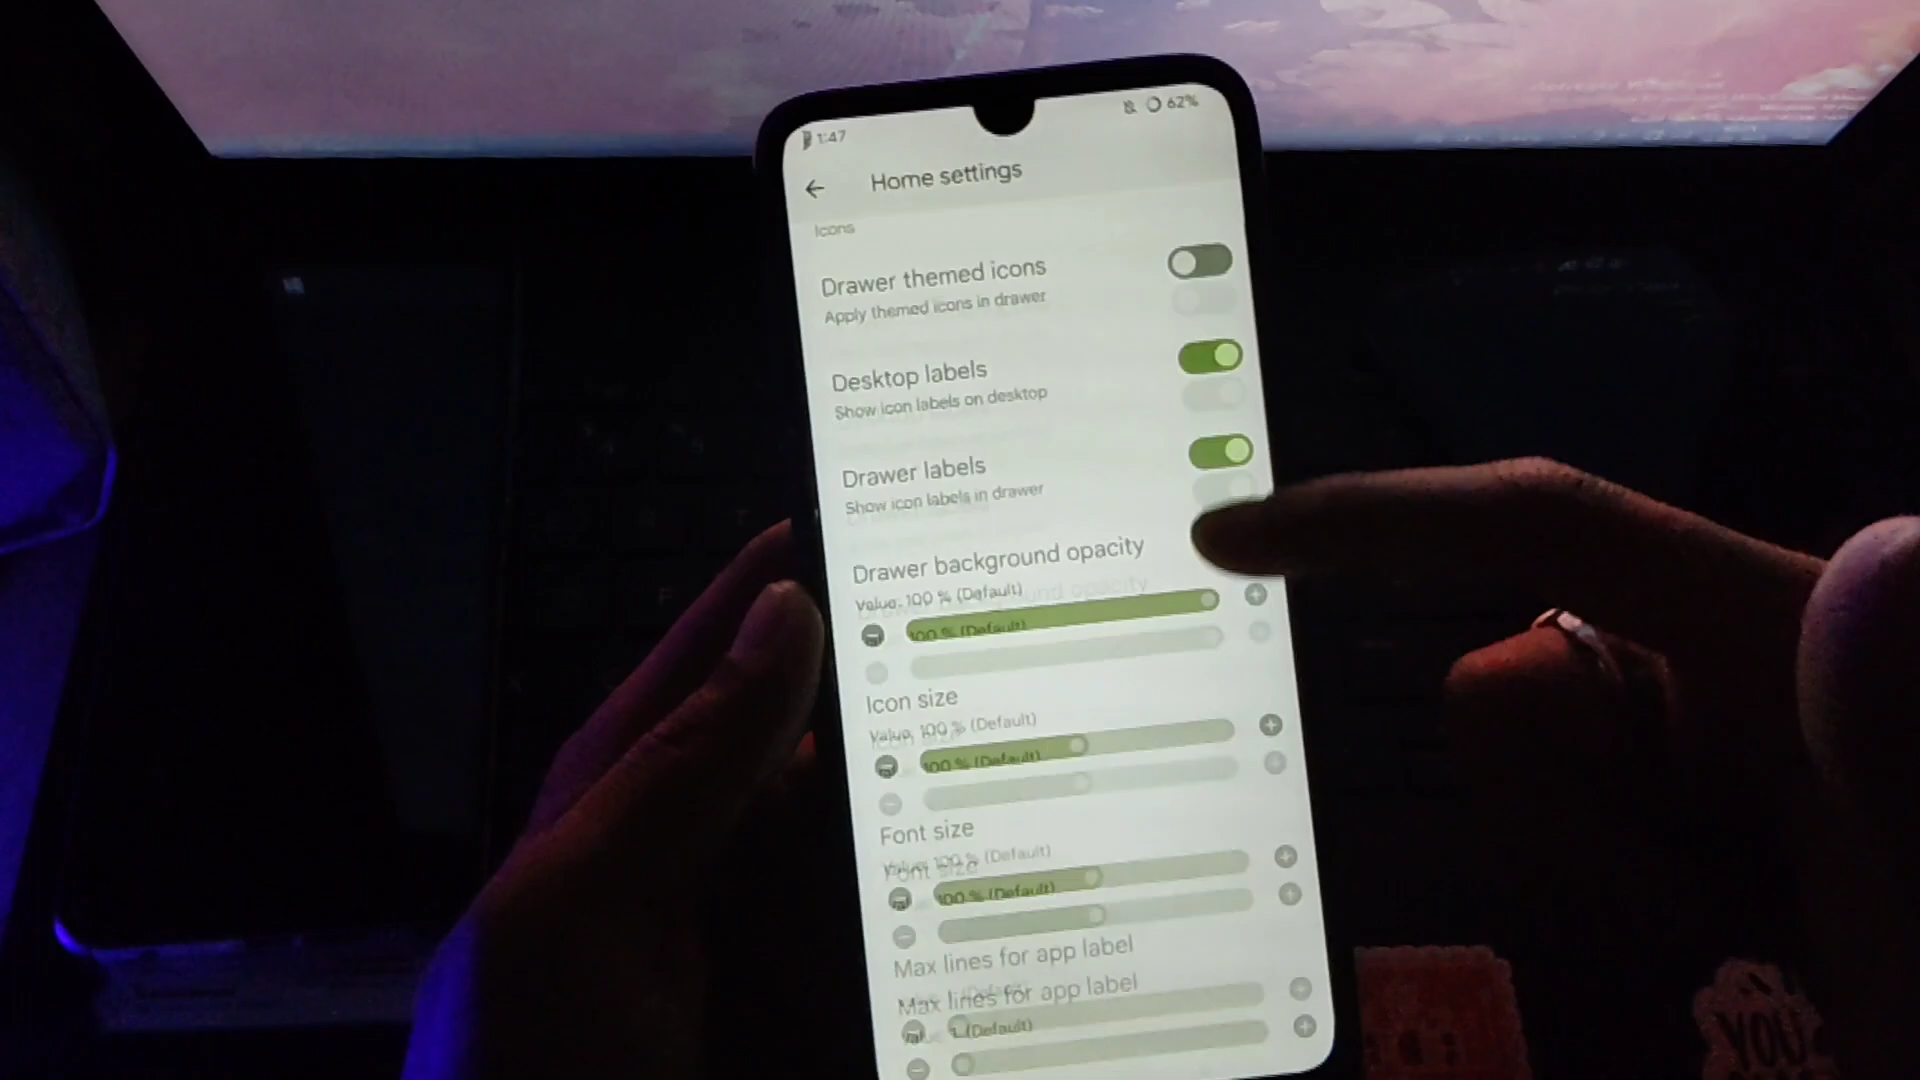 1:47
62%
Home settings
Icons
Drawer themed icons
Apply themed icons in drawer
Desktop labels
Show icon labels on desktop
Drawer labels
Show icon labels in drawer
Drawer background opacity
Value: 100 % (Default)
100 % (Default)
Icon size
Value: 100 % (Default)
100 % (Default)
Font size
Value: 100 % (Default)
Font size
100 % (Default)
Max lines for app label
Max lines for app label
1 (Default)
YOU